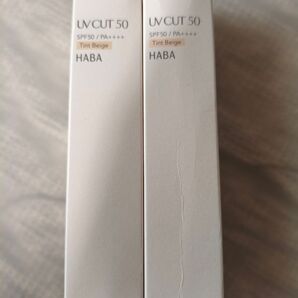 UV CUT 50
SPF50 / PA++++
Tint Beige
HABA
UV CUT 50
SPF50 / PA++++
Tint Beige
HABA